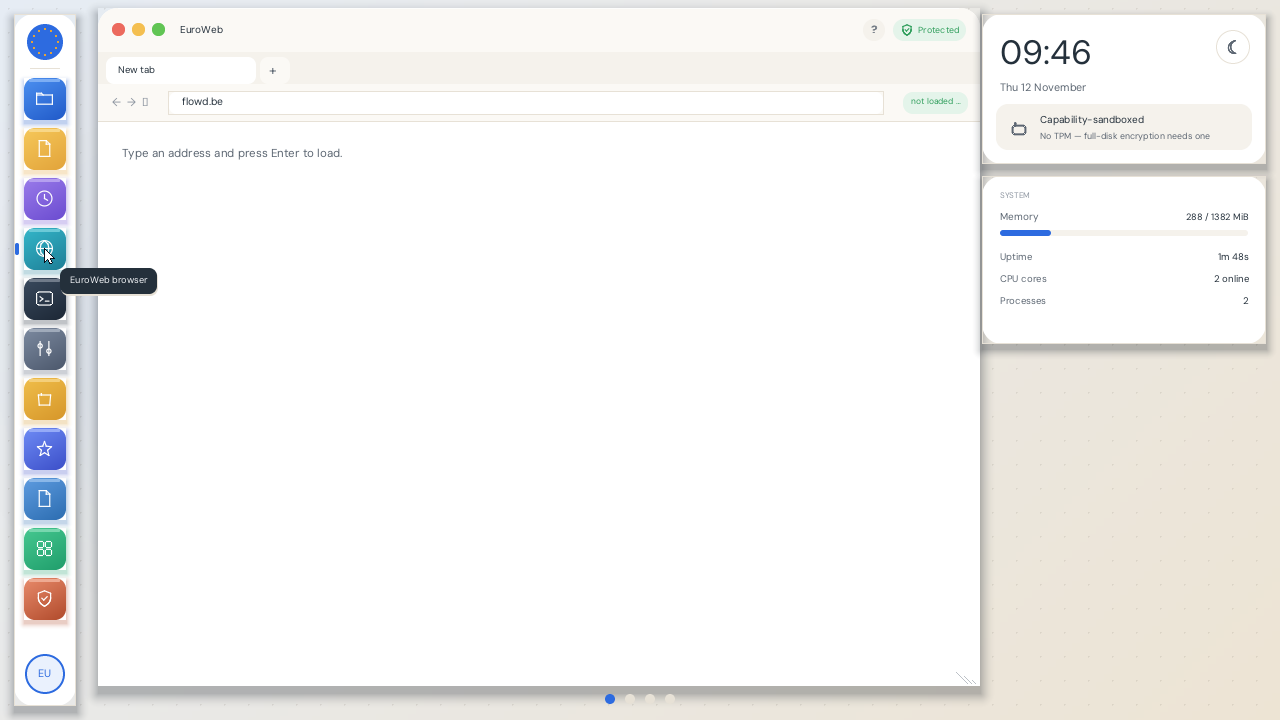 EuroWeb
?
Protected
New tab
+
flowd.be
not loaded ...
Type an address and press Enter to load.
EuroWeb browser
EU
09:46
Thu 12 November
Capability-sandboxed
No TPM — full-disk encryption needs one
SYSTEM
Memory 288 / 1382 MiB
Uptime 1m 48s
CPU cores 2 online
Processes 2